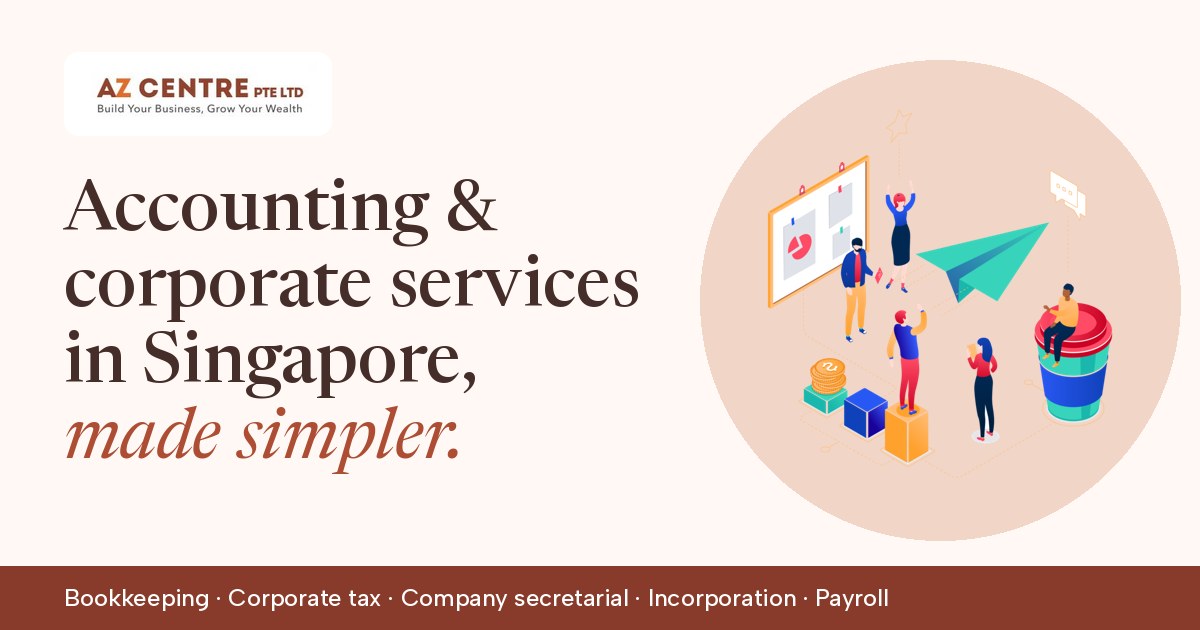 AZ CENTRE PTE LTD
Build Your Business, Grow Your Wealth
Accounting &
corporate services
in Singapore,
made simpler.
Bookkeeping · Corporate tax · Company secretarial · Incorporation · Payroll